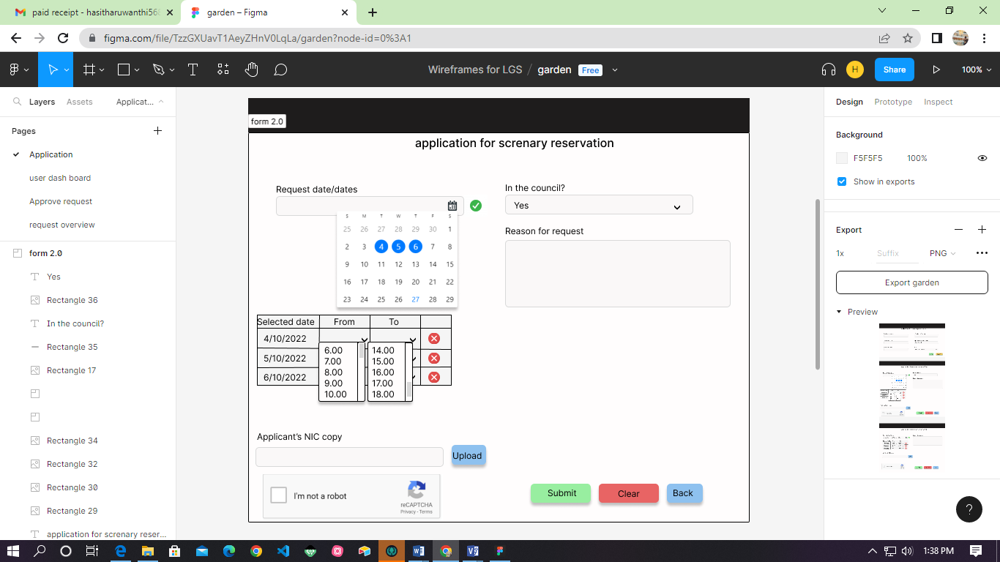 paid receipt - hasitharuwanthi568
garden – Figma
figma.com/file/TzzGXUavT1AeyZHnV0LqLa/garden?node-id=0%3A1
Wireframes for LGS / garden Free
H
Share
100%
Layers Assets Applicat...
Pages
Application
user dash board
Approve request
request overview
form 2.0
Yes
Rectangle 36
In the council?
Rectangle 35
Rectangle 17
Rectangle 34
Rectangle 32
Rectangle 30
Rectangle 29
application for screnary reser...
form 2.0
application for screnary reservation
Request date/dates
S M T W T F S
25 26 27 28 29 30 1
2 3 4 5 6 7 8
9 10 11 12 13 14 15
16 17 18 19 20 21 22
23 24 25 26 27 28 29
In the council?
Yes
Reason for request
Selected date From To
4/10/2022
5/10/2022
6/10/2022
6.00 14.00
7.00 15.00
8.00 16.00
9.00 17.00
10.00 18.00
Applicant's NIC copy
Upload
I'm not a robot
reCAPTCHA
Privacy - Terms
Submit
Clear
Back
Design Prototype Inspect
Background
F5F5F5 100%
Show in exports
Export
1x Suffix PNG
Export garden
Preview
?
1:38 PM